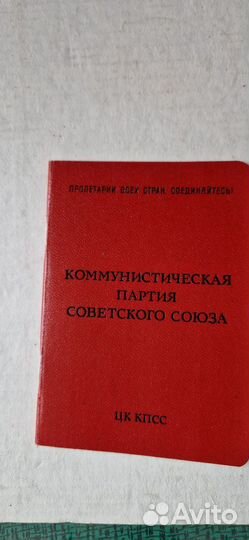 ПРОЛЕТАРИИ ВСЕХ СТРАН, СОЕДИНЯЙТЕСЬ!
КОММУНИСТИЧЕСКАЯ
ПАРТИЯ
СОВЕТСКОГО СОЮЗА
ЦК КПСС
Avito